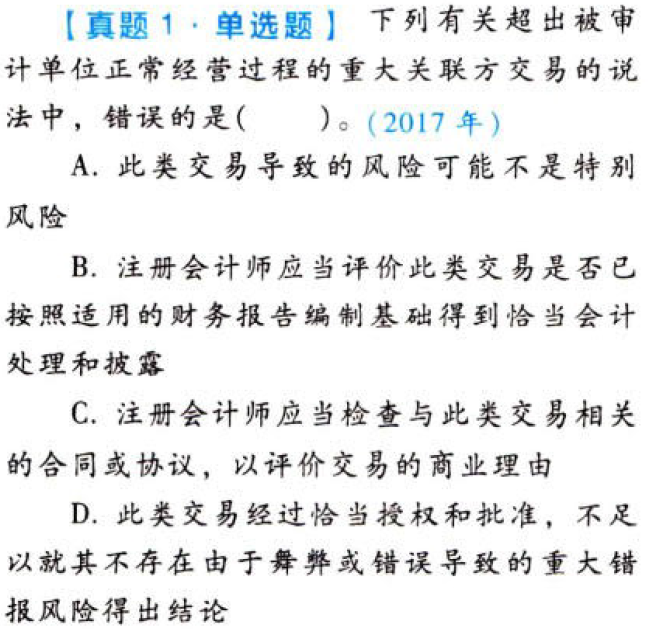 【真题 1·单选题】 下列有关超出被审
计单位正常经营过程的重大关联方交易的说
法中，错误的是(　　)。(2017 年)
A. 此类交易导致的风险可能不是特别
风险
B. 注册会计师应当评价此类交易是否已
按照适用的财务报告编制基础得到恰当会计
处理和披露
C. 注册会计师应当检查与此类交易相关
的合同或协议，以评价交易的商业理由
D. 此类交易经过恰当授权和批准，不足
以就其不存在由于舞弊或错误导致的重大错
报风险得出结论